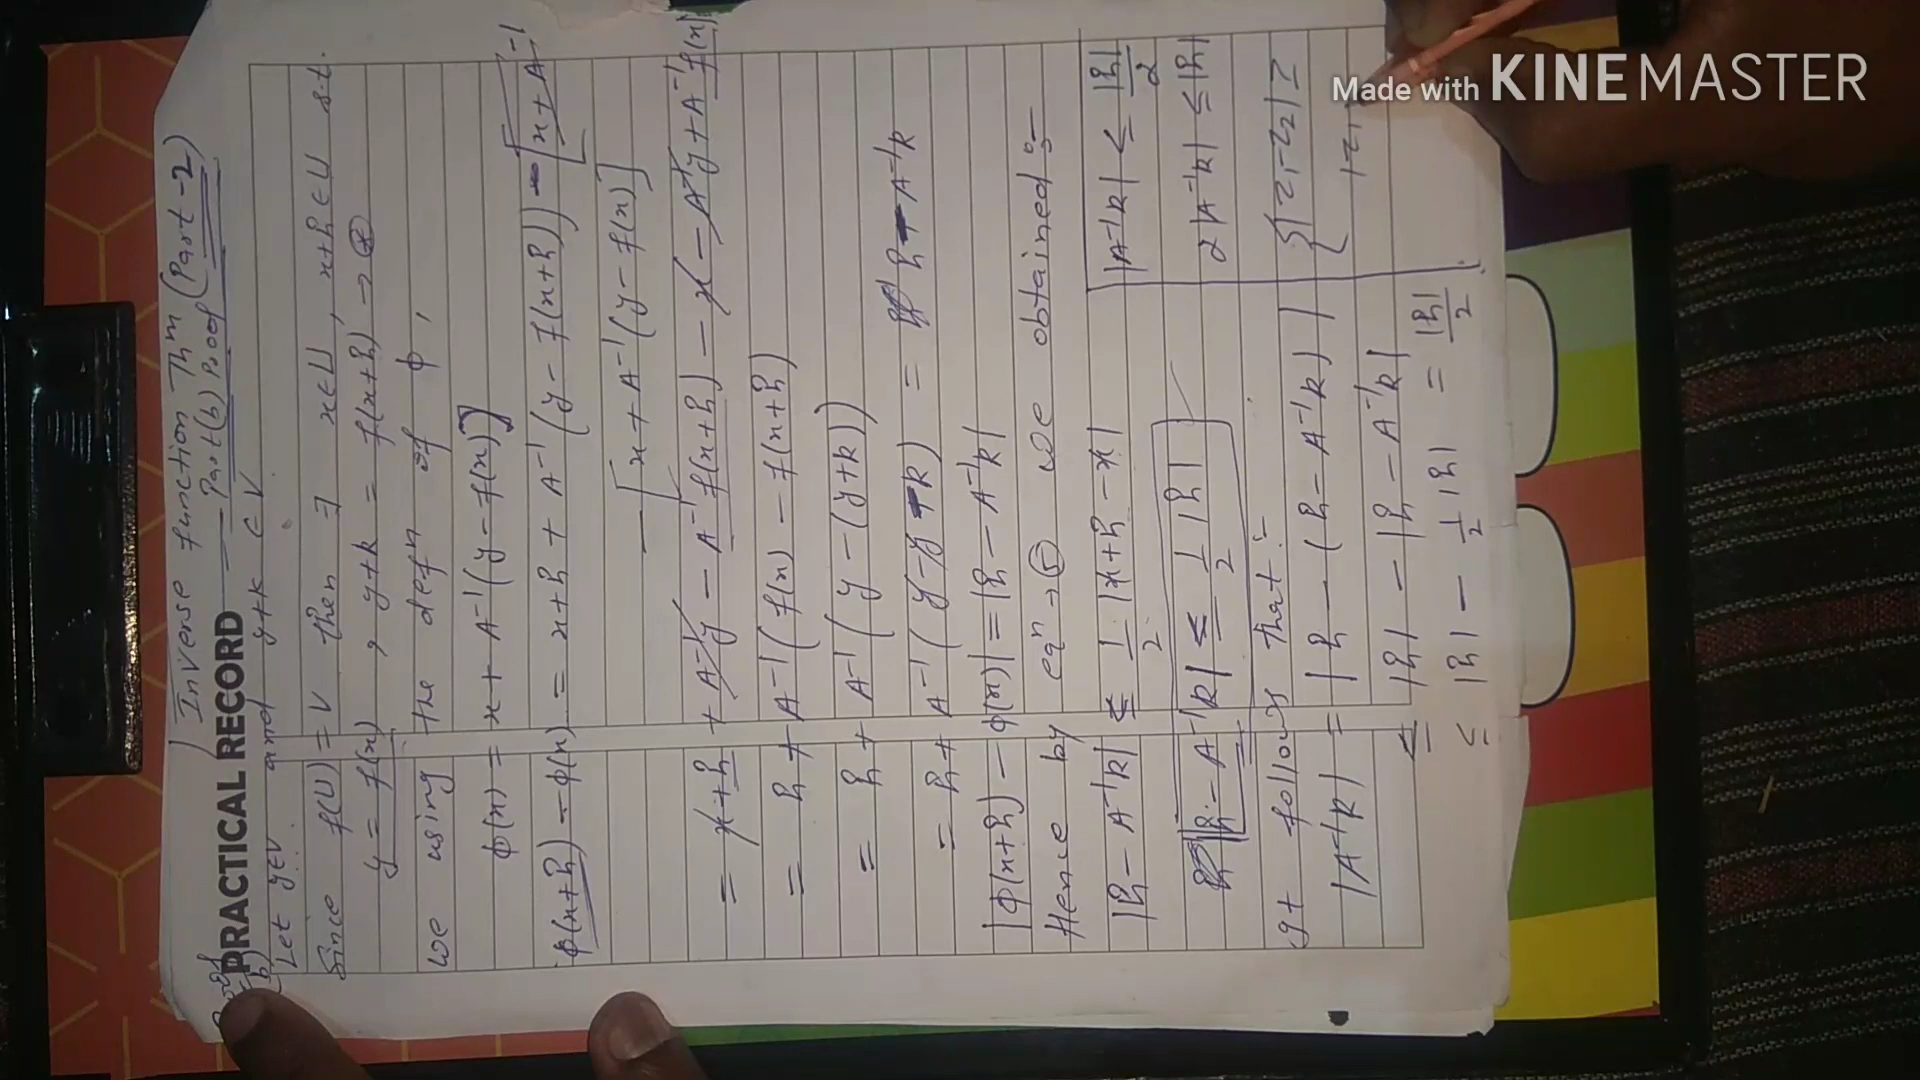 Inverse function Thm (Part-2)
Part(b) Proof
PRACTICAL RECORD
(b)
Let y∈V and y+k ∈ V
Since f(U) = V then ∃ x∈U, x+h∈U s.t.
y = f(x) , y+k = f(x+h) → ⊛
We using the defn of ϕ,
ϕ(x) = x + A⁻¹(y - f(x))
ϕ(x+h) - ϕ(x) = x+h + A⁻¹(y - f(x+h)) - [x + A⁻¹
- [x + A⁻¹(y - f(x)]
= x+h + A⁻¹y - A⁻¹f(x+h) - x - A⁻¹y + A⁻¹f(x)
= h + A⁻¹(f(x) - f(x+h))
= h + A⁻¹(y - (y+k))
= h + A⁻¹(y-y-k) = h - A⁻¹k
|ϕ(x+h) - ϕ(x)| = |h - A⁻¹k|
Hence by eqn → ⑤ we obtained :-
|h - A⁻¹k| ≤ 1/2 |x+h-x|
|h - A⁻¹k| ≤ 1/2 |h|
It follows that :-
|A⁻¹k| = |h - (h - A⁻¹k)|
≥ |h| - |h - A⁻¹k|
≥ |h| - 1/2 |h| = |h|/2
|A⁻¹k| ≤ |h|/2
2|A⁻¹k| ≤ |h|
{|z₁-z₂| ≥
|z₁
Made with KINEMASTER